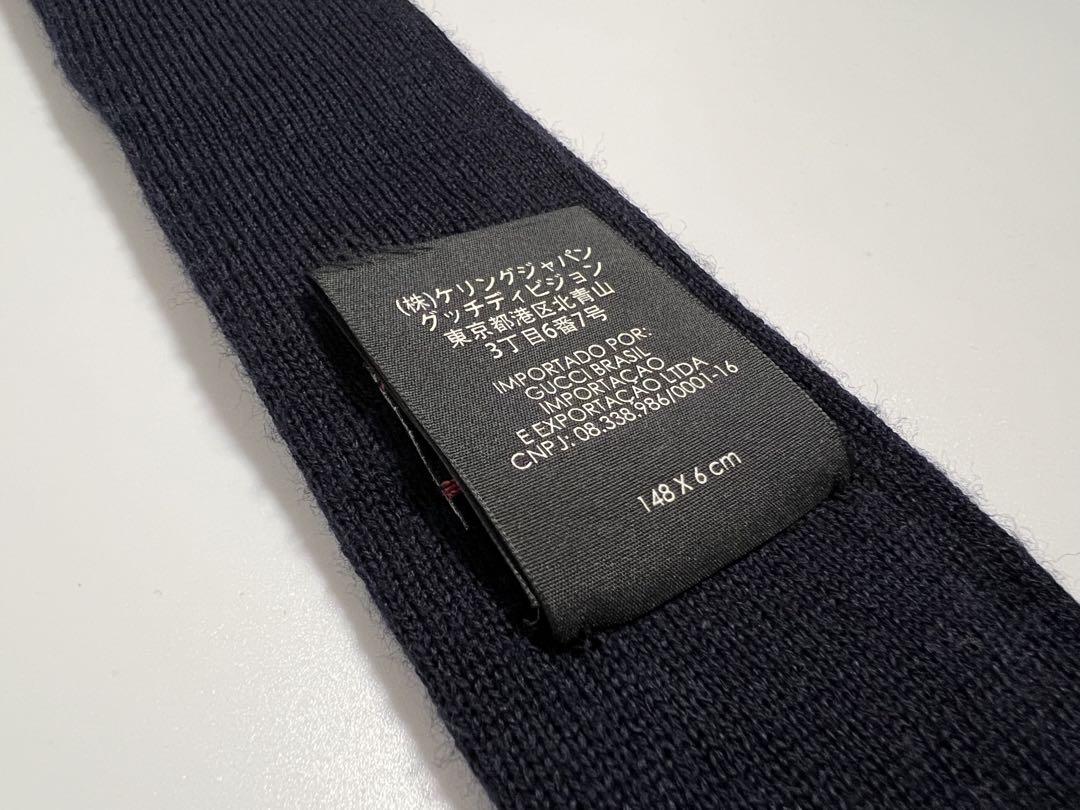 (株)ケリングジャパン
グッチディビジョン
東京都港区北青山
3丁目6番7号
IMPORTADO POR:
GUCCI BRASIL
IMPORTAÇAO
E EXPORTAÇAO LTDA
CNPJ: 08.338.986/0001-16
148 X 6 cm